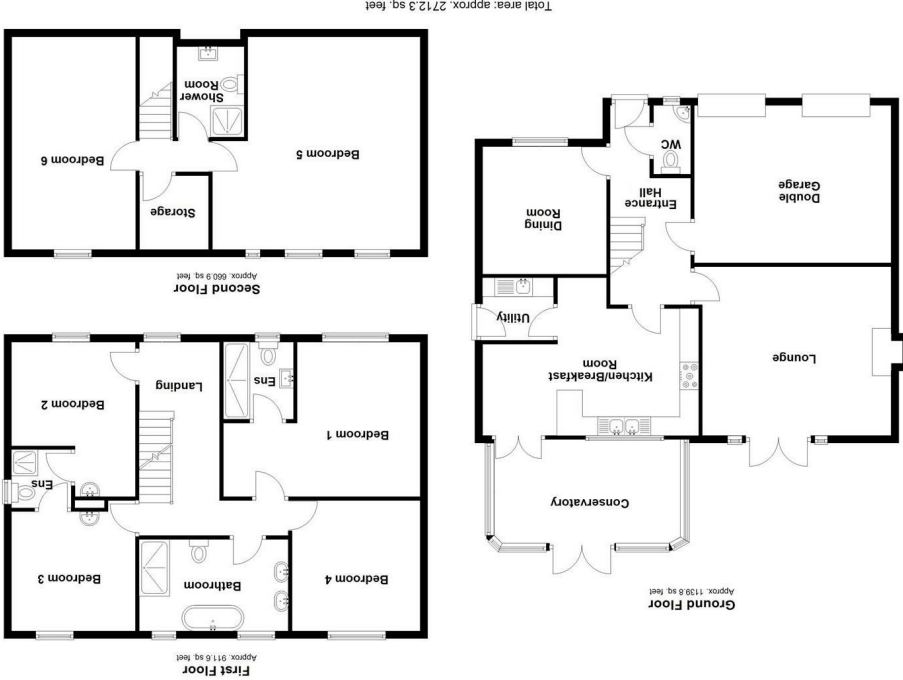 Ground Floor
Approx. 1139.8 sq. feet
Conservatory
Lounge
Kitchen/Breakfast
Room
Utility
Dining
Room
Entrance
Hall
WC
Double
Garage
First Floor
Approx. 911.6 sq. feet
Bedroom 4
Bathroom
Bedroom 3
Ens
Bedroom 1
Ens
Landing
Bedroom 2
Second Floor
Approx. 660.9 sq. feet
Storage
Bedroom 5
Shower
Room
Bedroom 6
Total area: approx. 2712.3 sq. feet